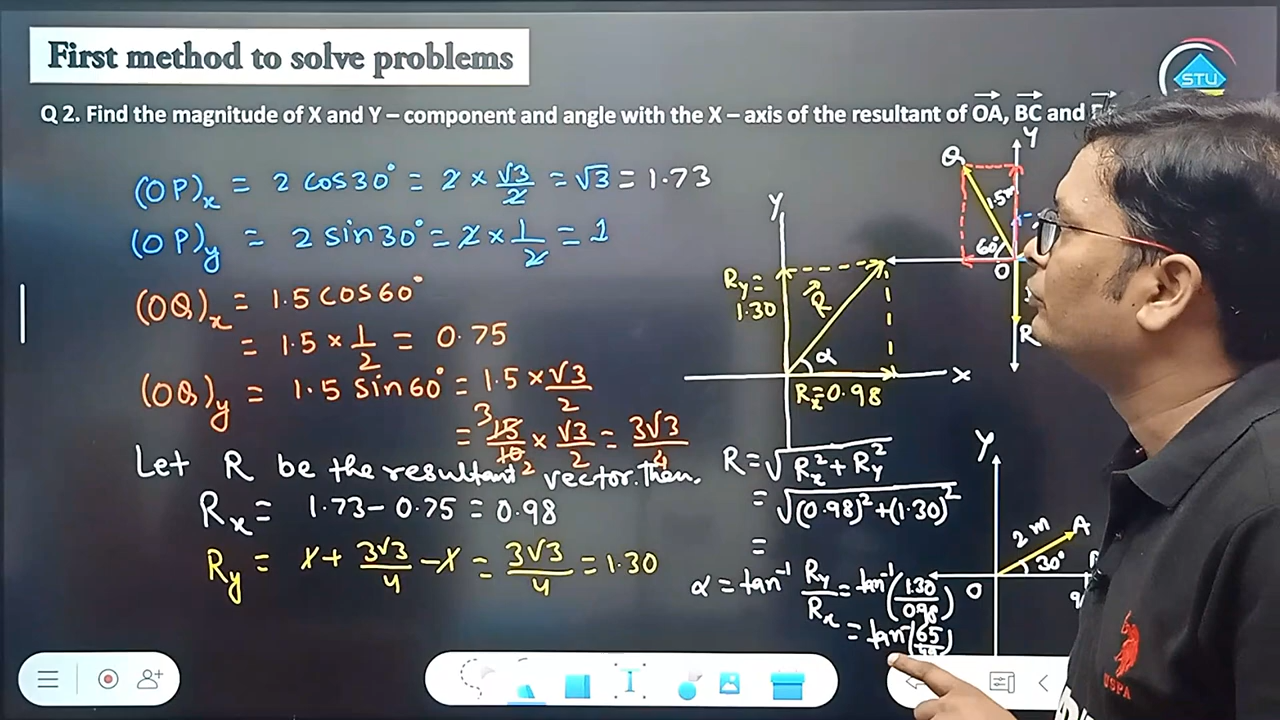 First method to solve problems
STU
Q 2. Find the magnitude of X and Y – component and angle with the X – axis of the resultant of OA, BC and
(OP)x = 2 cos30° = 2 × √3/2 = √3 = 1.73
(OP)y = 2 sin30° = 2 × 1/2 = 1
(OQ)x = 1.5 cos60°
= 1.5 × 1/2 = 0.75
(OQ)y = 1.5 sin60° = 1.5 × √3/2
= 3 15/10 2 × √3/2 = 3√3/4
Let R be the resultant vector. Then,
Rx = 1.73 – 0.75 = 0.98
Ry = 1 + 3√3/4 – 1 = 3√3/4 = 1.30
Y
Ry =
1.30
R
α
Rx = 0.98
X
Q
Y
1.5m
60°
O
R
R = √Rx² + Ry²
= √(0.98)² + (1.30)²
=
α = tan⁻¹ Ry/Rx = tan⁻¹(1.30/0.98)
= tan⁻¹(65/
Y
2 m
A
30°
O
USPA